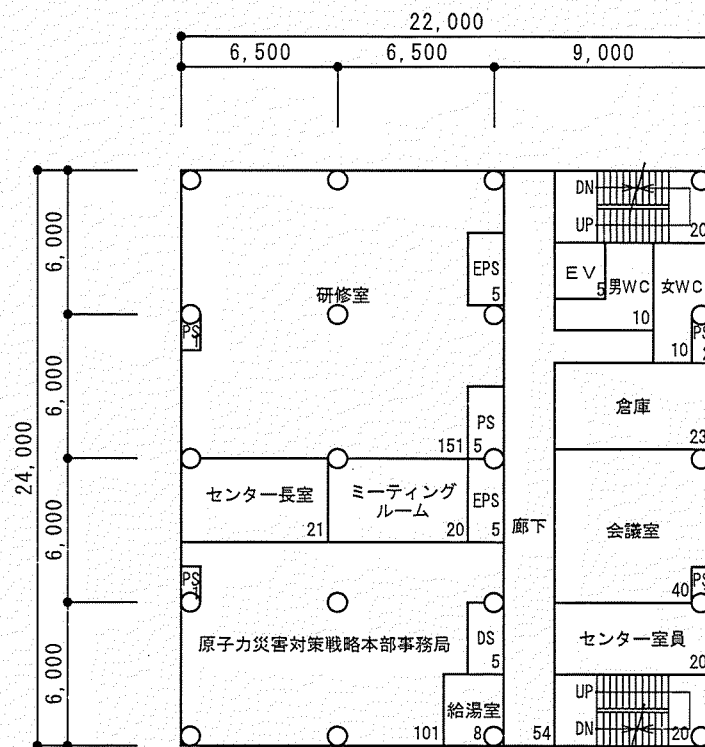 22,000
6,500
6,500
9,000
24,000
6,000
6,000
6,000
6,000
DN
UP
20
EPS
5
EV
5
男WC
10
女WC
10
研修室
151
PS
1
PS
PS
5
倉庫
23
センター長室
21
ミーティング
ルーム
20
EPS
5
廊下
54
会議室
40
PS
PS
1
原子力災害対策戦略本部事務局
101
DS
5
給湯室
8
センター室員
20
UP
DN
20